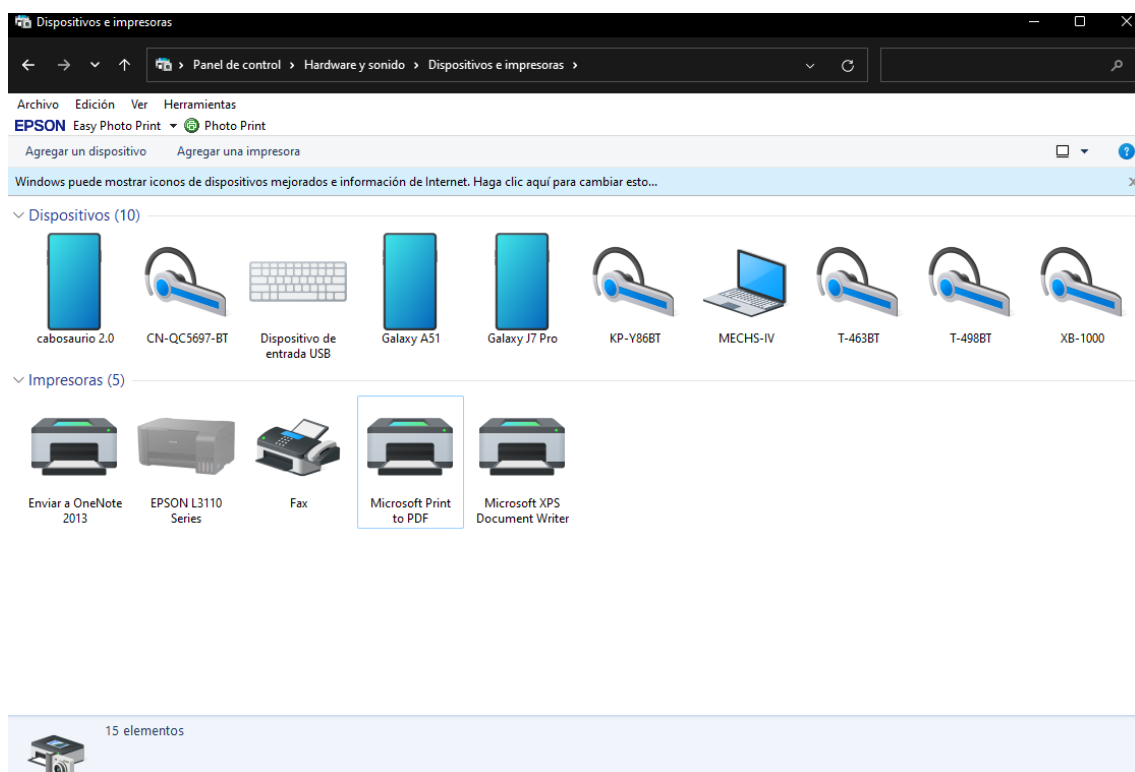 Dispositivos e impresoras
Panel de control > Hardware y sonido > Dispositivos e impresoras >
Archivo Edición Ver Herramientas
EPSON Easy Photo Print Photo Print
Agregar un dispositivo Agregar una impresora
Windows puede mostrar iconos de dispositivos mejorados e información de Internet. Haga clic aquí para cambiar esto...
Dispositivos (10)
cabosaurio 2.0 CN-QC5697-BT Dispositivo de Galaxy A51 Galaxy J7 Pro KP-Y86BT MECHS-IV T-463BT T-498BT XB-1000
entrada USB
Impresoras (5)
Enviar a OneNote EPSON L3110 Fax Microsoft Print Microsoft XPS
2013 Series to PDF Document Writer
15 elementos